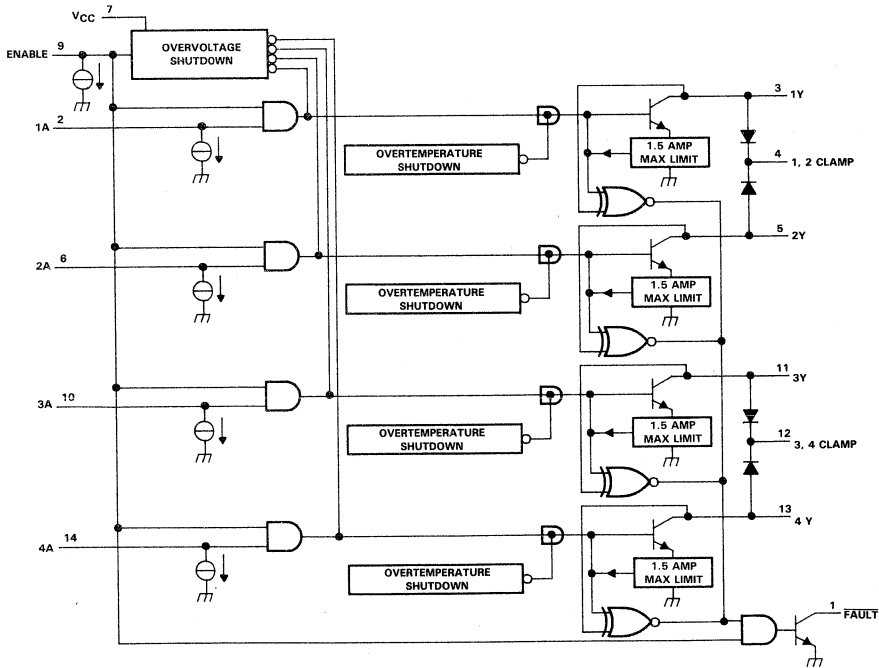 VCC 7
ENABLE 9
OVERVOLTAGE
SHUTDOWN
1A 2
OVERTEMPERATURE
SHUTDOWN
1.5 AMP
MAX LIMIT
3 1Y
4
1, 2 CLAMP
2A 6
OVERTEMPERATURE
SHUTDOWN
1.5 AMP
MAX LIMIT
5 2Y
3A 10
OVERTEMPERATURE
SHUTDOWN
1.5 AMP
MAX LIMIT
11 3Y
12
3, 4 CLAMP
4A 14
OVERTEMPERATURE
SHUTDOWN
1.5 AMP
MAX LIMIT
13 4 Y
1
FAULT